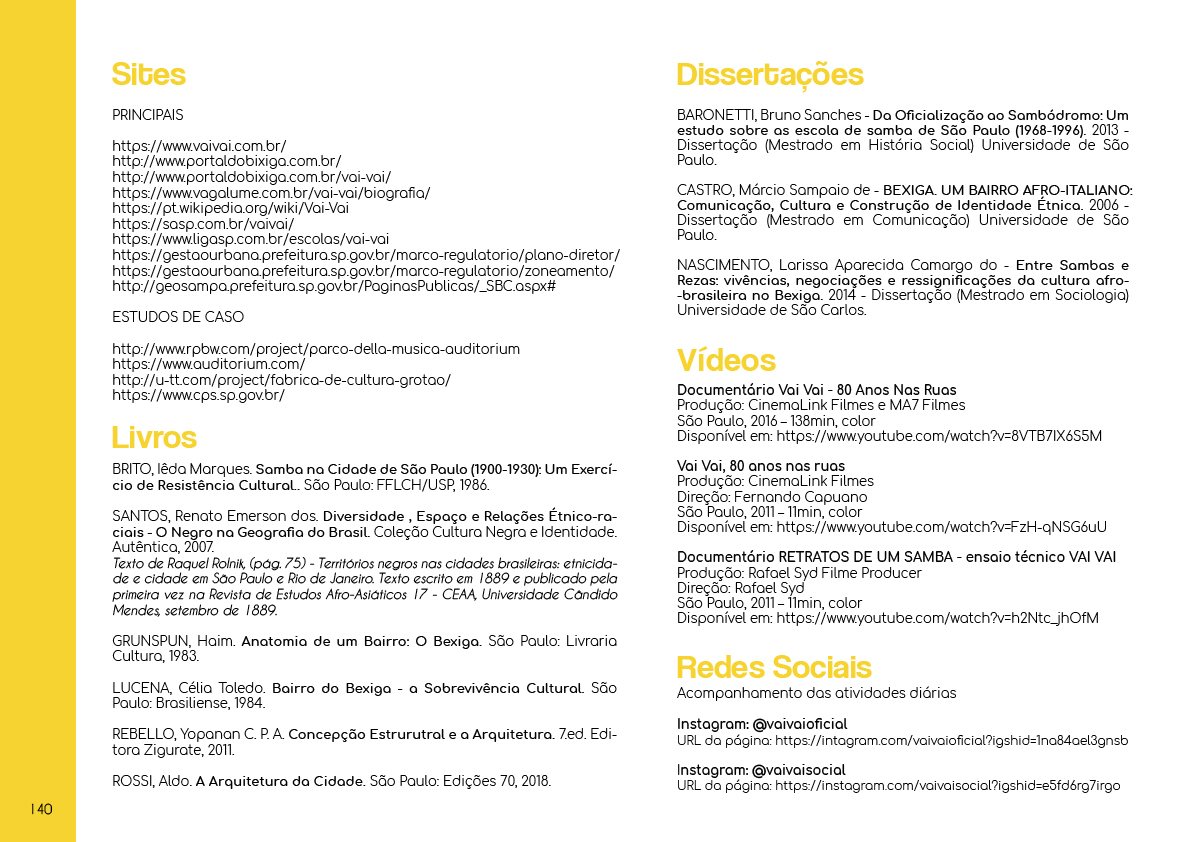 Sites
PRINCIPAIS
https://www.vaivai.com.br/
http://www.portaldobixiga.com.br/
http://www.portaldobixiga.com.br/vai-vai/
https://www.vagalume.com.br/vai-vai/biografia/
https://pt.wikipedia.org/wiki/Vai-Vai
https://sasp.com.br/vaivai/
https://www.ligasp.com.br/escolas/vai-vai
https://gestaourbana.prefeitura.sp.gov.br/marco-regulatorio/plano-diretor/
https://gestaourbana.prefeitura.sp.gov.br/marco-regulatorio/zoneamento/
http://geosampa.prefeitura.sp.gov.br/PaginasPublicas/_SBC.aspx#
ESTUDOS DE CASO
http://www.rpbw.com/project/parco-della-musica-auditorium
https://www.auditorium.com/
http://u-tt.com/project/fabrica-de-cultura-grotao/
https://www.cps.sp.gov.br/
Livros
BRITO, Iêda Marques. Samba na Cidade de São Paulo (1900-1930): Um Exercí-
cio de Resistência Cultural.. São Paulo: FFLCH/USP, 1986.
SANTOS, Renato Emerson dos. Diversidade , Espaço e Relações Étnico-ra-
ciais - O Negro na Geografia do Brasil. Coleção Cultura Negra e Identidade.
Autêntica, 2007.
Texto de Raquel Rolnik, (pág. 75) - Territórios negros nas cidades brasileiras: etnicida-
de e cidade em São Paulo e Rio de Janeiro. Texto escrito em 1889 e publicado pela
primeira vez na Revista de Estudos Afro-Asiáticos 17 - CEAA, Universidade Cândido
Mendes, setembro de 1889.
GRUNSPUN, Haim. Anatomia de um Bairro: O Bexiga. São Paulo: Livraria
Cultura, 1983.
LUCENA, Célia Toledo. Bairro do Bexiga - a Sobrevivência Cultural. São
Paulo: Brasiliense, 1984.
REBELLO, Yopanan C. P. A. Concepção Estrurutral e a Arquitetura. 7.ed. Edi-
tora Zigurate, 2011.
ROSSI, Aldo. A Arquitetura da Cidade. São Paulo: Edições 70, 2018.
140
Dissertações
BARONETTI, Bruno Sanches - Da Oficialização ao Sambódromo: Um
estudo sobre as escola de samba de São Paulo (1968-1996). 2013 -
Dissertação (Mestrado em História Social) Universidade de São
Paulo.
CASTRO, Márcio Sampaio de - BEXIGA. UM BAIRRO AFRO-ITALIANO:
Comunicação, Cultura e Construção de Identidade Étnica. 2006 -
Dissertação (Mestrado em Comunicação) Universidade de São
Paulo.
NASCIMENTO, Larissa Aparecida Camargo do - Entre Sambas e
Rezas: vivências, negociações e ressignificações da cultura afro-
-brasileira no Bexiga. 2014 - Dissertação (Mestrado em Sociologia)
Universidade de São Carlos.
Vídeos
Documentário Vai Vai - 80 Anos Nas Ruas
Produção: CinemaLink Filmes e MA7 Filmes
São Paulo, 2016 – 138min, color
Disponível em: https://www.youtube.com/watch?v=8VTB7IX6S5M
Vai Vai, 80 anos nas ruas
Produção: CinemaLink Filmes
Direção: Fernando Capuano
São Paulo, 2011 – 11min, color
Disponível em: https://www.youtube.com/watch?v=FzH-qNSG6uU
Documentário RETRATOS DE UM SAMBA - ensaio técnico VAI VAI
Produção: Rafael Syd Filme Producer
Direção: Rafael Syd
São Paulo, 2011 – 11min, color
Disponível em: https://www.youtube.com/watch?v=h2Ntc_jhOfM
Redes Sociais
Acompanhamento das atividades diárias
Instagram: @vaivaioficial
URL da página: https://intagram.com/vaivaioficial?igshid=1na84ael3gnsb
Instagram: @vaivaisocial
URL da página: https://instagram.com/vaivaisocial?igshid=e5fd6rg7irgo